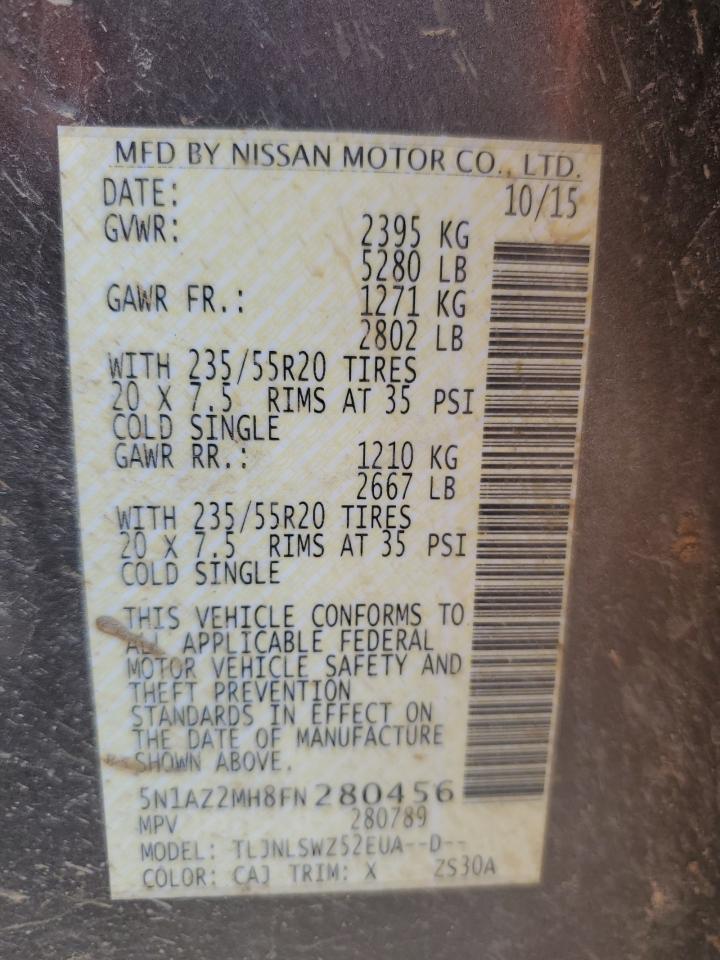 MFD BY NISSAN MOTOR CO., LTD.
DATE: 10/15
GVWR: 2395 KG
5280 LB
GAWR FR.: 1271 KG
2802 LB
WITH 235/55R20 TIRES
20 X 7.5 RIMS AT 35 PSI
COLD SINGLE
GAWR RR.: 1210 KG
2667 LB
WITH 235/55R20 TIRES
20 X 7.5 RIMS AT 35 PSI
COLD SINGLE
THIS VEHICLE CONFORMS TO
ALL APPLICABLE FEDERAL
MOTOR VEHICLE SAFETY AND
THEFT PREVENTION
STANDARDS IN EFFECT ON
THE DATE OF MANUFACTURE
SHOWN ABOVE.
5N1AZ2MH8FN280456
MPV 280789
MODEL: TLJNLSWZ52EUA--D--
COLOR: CAJ TRIM: X ZS30A